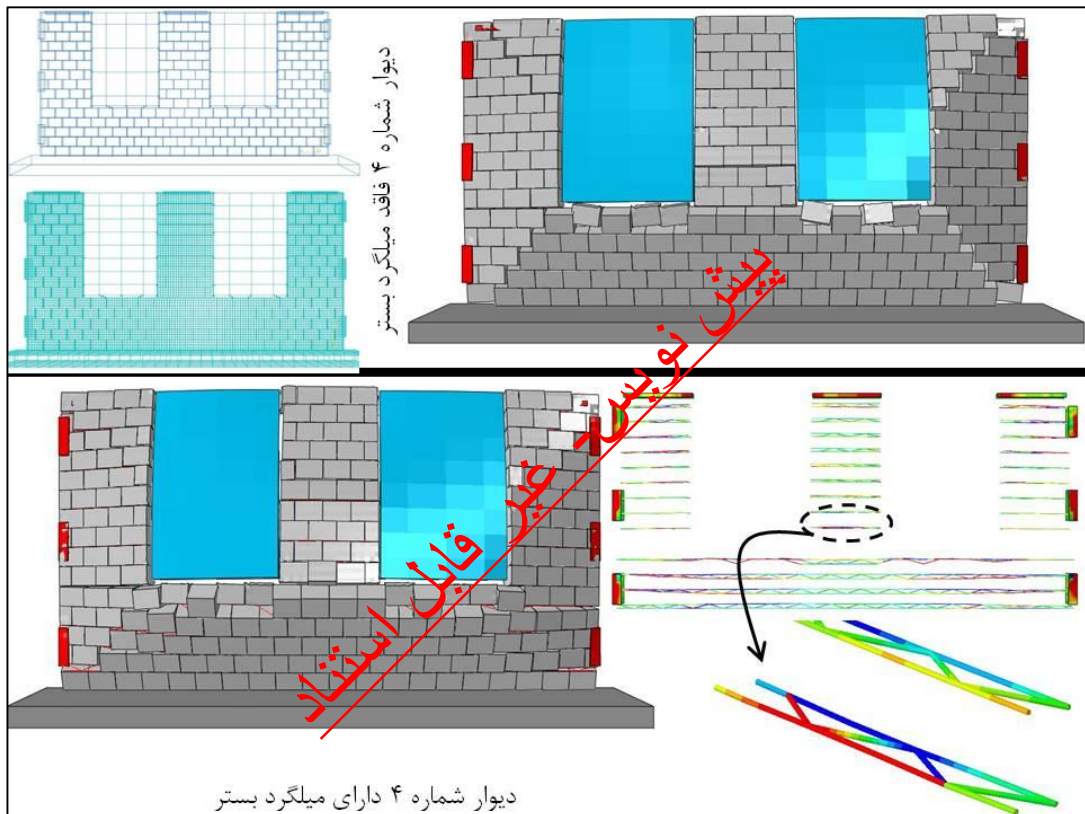 دیوار شماره ۴ فاقد میلگرد بستر
پیش نویس- غیر قابل استناد
دیوار شماره ۴ دارای میلگرد بستر